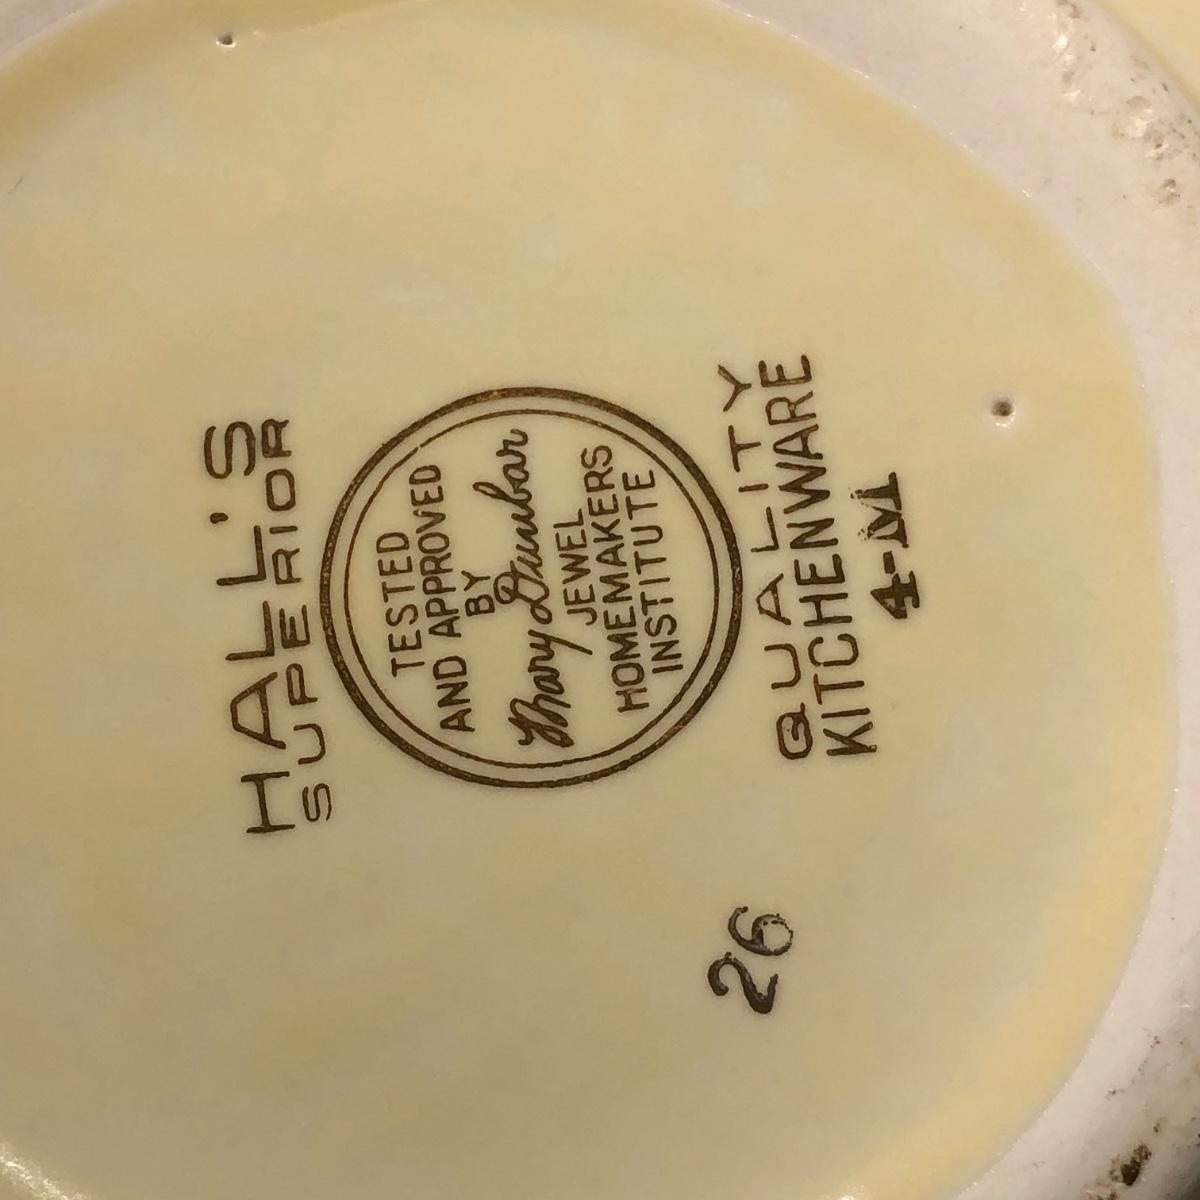 HALL'S
SUPERIOR
TESTED
AND APPROVED
BY
Mary Dunbar
JEWEL
HOMEMAKERS
INSTITUTE
QUALITY
KITCHENWARE
4-M
26